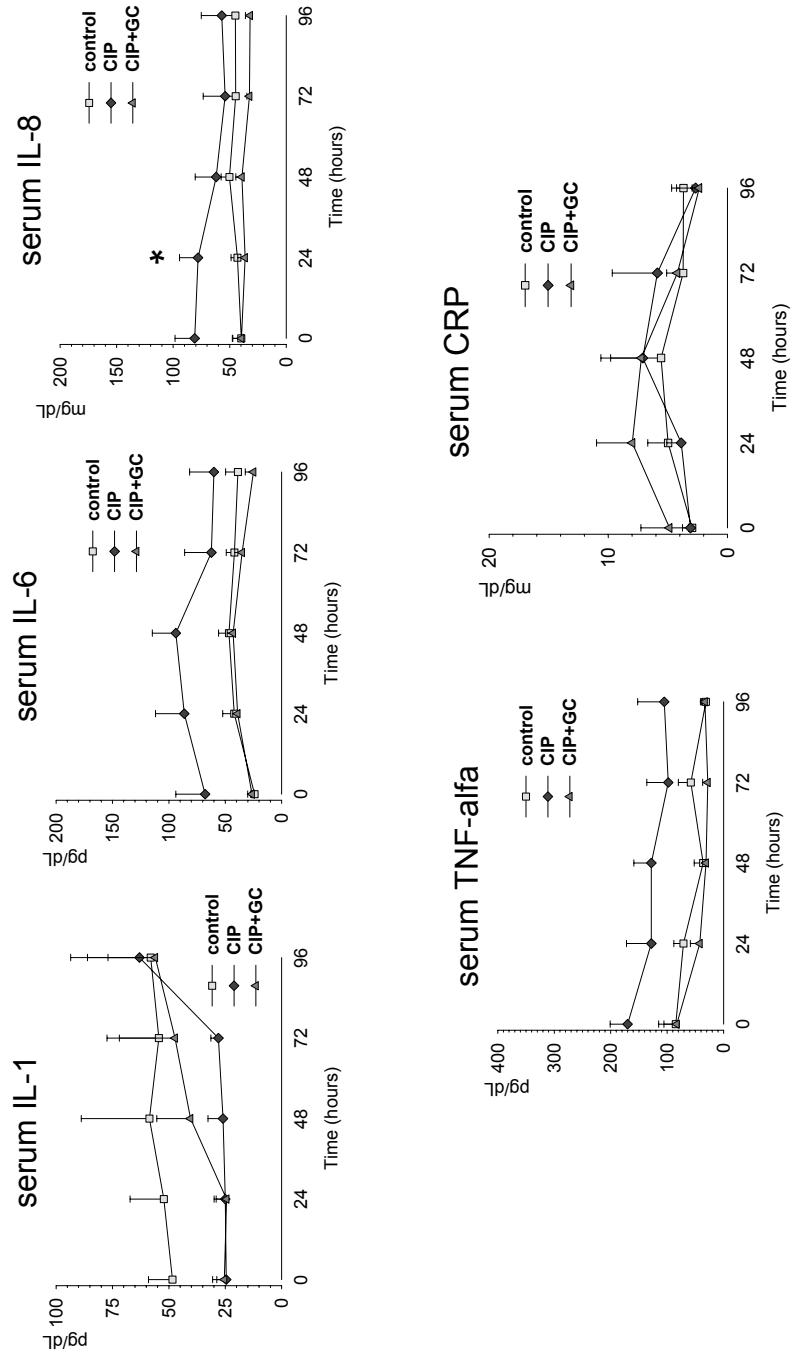 serum IL-1
pg/dL
100
75
50
25
0
0 24 48 72 96
Time (hours)
control
CIP
CIP+GC
serum IL-6
pg/dL
200
150
100
50
0
0 24 48 72 96
Time (hours)
control
CIP
CIP+GC
serum IL-8
mg/dL
200
150
100
50
0
*
0 24 48 72 96
Time (hours)
control
CIP
CIP+GC
serum TNF-alfa
pg/dL
400
300
200
100
0
0 24 48 72 96
Time (hours)
control
CIP
CIP+GC
serum CRP
mg/dL
20
10
0
0 24 48 72 96
Time (hours)
control
CIP
CIP+GC